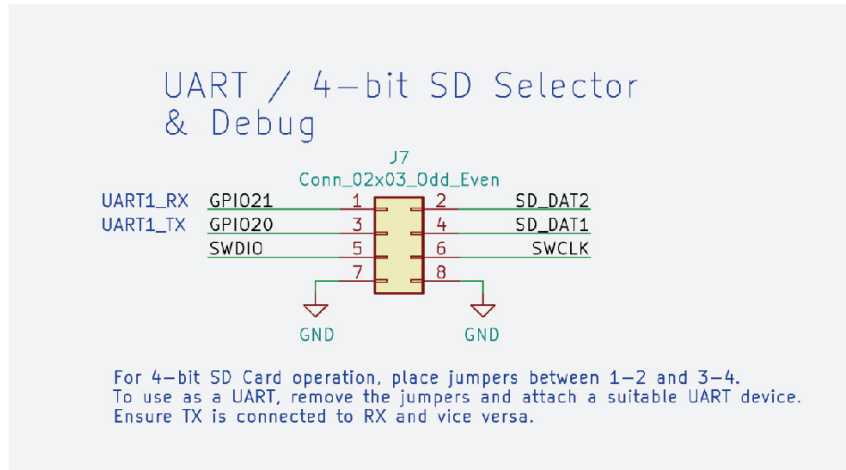 UART / 4-bit SD Selector
& Debug
J7
Conn_02x03_Odd_Even
UART1_RX GPIO21 1 2 SD_DAT2
UART1_TX GPIO20 3 4 SD_DAT1
SWDIO 5 6 SWCLK
7 8
GND GND
For 4-bit SD Card operation, place jumpers between 1-2 and 3-4.
To use as a UART, remove the jumpers and attach a suitable UART device.
Ensure TX is connected to RX and vice versa.